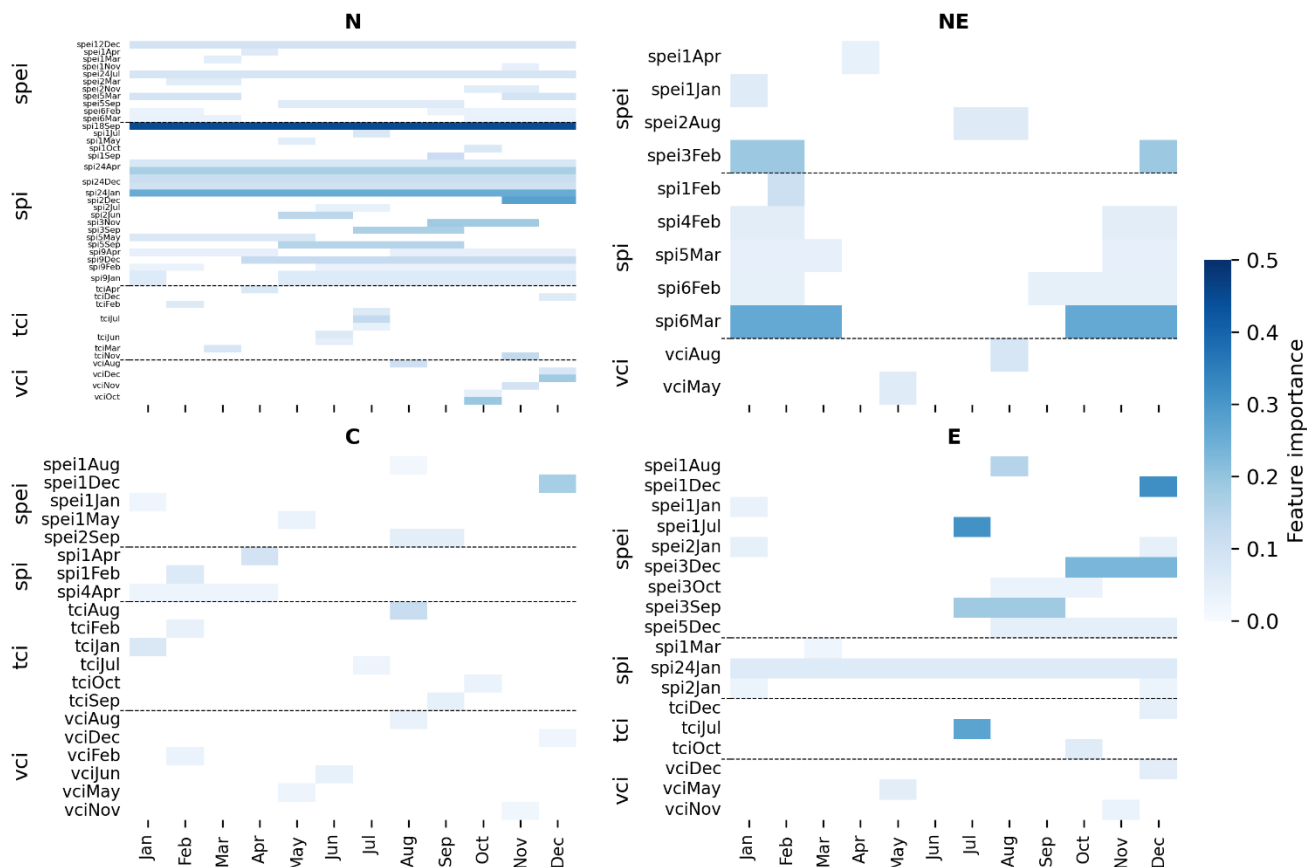 N
spei
spei12Dec
spei1Apr
spei1Mar
spei1Nov
spei24Jul
spei2Mar
spei2Nov
spei5Mar
spei5Sep
spei6Feb
spei6Mar
spi
spi18Sep
spi1Jul
spi1May
spi1Oct
spi1Sep
spi24Apr
spi24Dec
spi24Jan
spi2Dec
spi2Jul
spi2Jun
spi3Nov
spi3Sep
spi5May
spi5Sep
spi9Apr
spi9Dec
spi9Feb
spi9Jan
tci
tciApr
tciDec
tciFeb
tciJul
tciJun
tciMar
tciNov
vci
vciAug
vciDec
vciNov
vciOct
NE
spei
spei1Apr
spei1Jan
spei2Aug
spei3Feb
spi
spi1Feb
spi4Feb
spi5Mar
spi6Feb
spi6Mar
vci
vciAug
vciMay
C
spei
spei1Aug
spei1Dec
spei1Jan
spei1May
spei2Sep
spi
spi1Apr
spi1Feb
spi4Apr
tci
tciAug
tciFeb
tciJan
tciJul
tciOct
tciSep
vci
vciAug
vciDec
vciFeb
vciJun
vciMay
vciNov
Jan Feb Mar Apr May Jun Jul Aug Sep Oct Nov Dec
E
spei
spei1Aug
spei1Dec
spei1Jan
spei1Jul
spei2Jan
spei3Dec
spei3Oct
spei3Sep
spei5Dec
spi
spi1Mar
spi24Jan
spi2Jan
tci
tciDec
tciJul
tciOct
vci
vciDec
vciMay
vciNov
Jan Feb Mar Apr May Jun Jul Aug Sep Oct Nov Dec
0.5
0.4
0.3
0.2
0.1
0.0
Feature importance